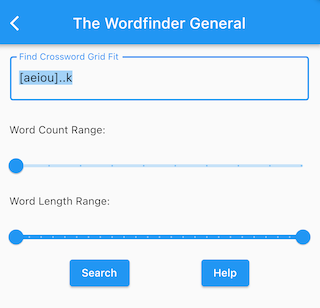 The Wordfinder General
Find Crossword Grid Fit
[aeiou]..k
Word Count Range:
Word Length Range:
Search
Help